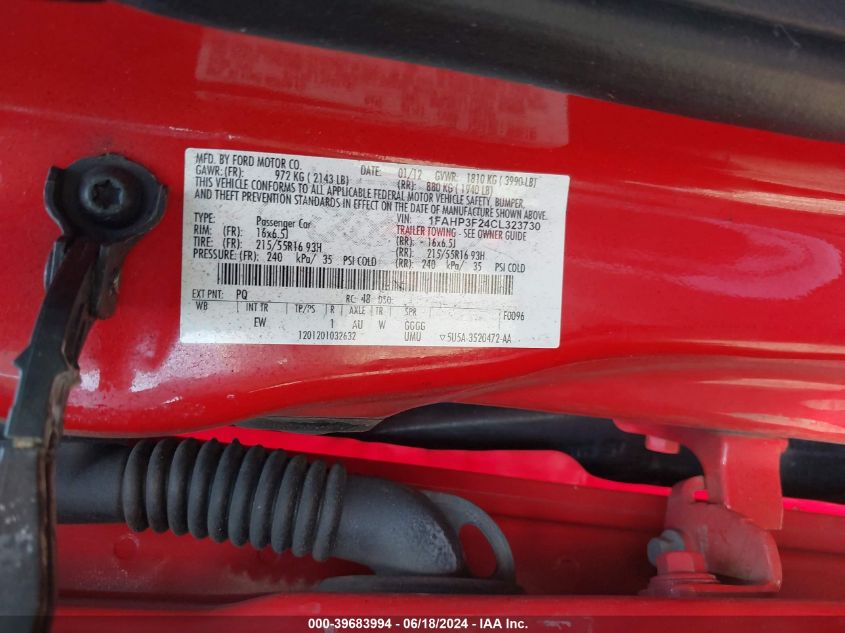 MFD. BY FORD MOTOR CO.
DATE: 01/12 GVWR: 1810 KG ( 3990 LB)
GAWR: (FR) 972 KG ( 2143 LB) (RR) 880 KG ( 1940 LB)
THIS VEHICLE CONFORMS TO ALL APPLICABLE FEDERAL MOTOR VEHICLE SAFETY, BUMPER,
AND THEFT PREVENTION STANDARDS IN EFFECT ON THE DATE OF MANUFACTURE SHOWN ABOVE.
VIN: 1FAHP3F24CL323730
TYPE: Passenger Car TRAILER TOWING - SEE OWNER GUIDE
RIM: (FR) 16x6.5J (RR) 16x6.5J
TIRE: (FR) 215/55R16 93H (RR) 215/55R16 93H
PRESSURE: (FR) 240 kPa/ 35 PSI COLD (RR) 240 kPa/ 35 PSI COLD
EXT PNT: PQ RC: 48 DSO: F0096
WB INT TR TP/PS R AXLE TR SPR
EW 1 AU W GGGG
1201201032632 UMU ▽5U5A-3520472-AA
000-39683994 - 06/18/2024 - IAA Inc.